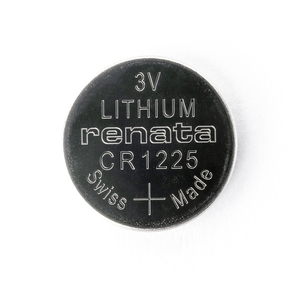 3V
LITHIUM
renata
CR1225
Swiss Made
+